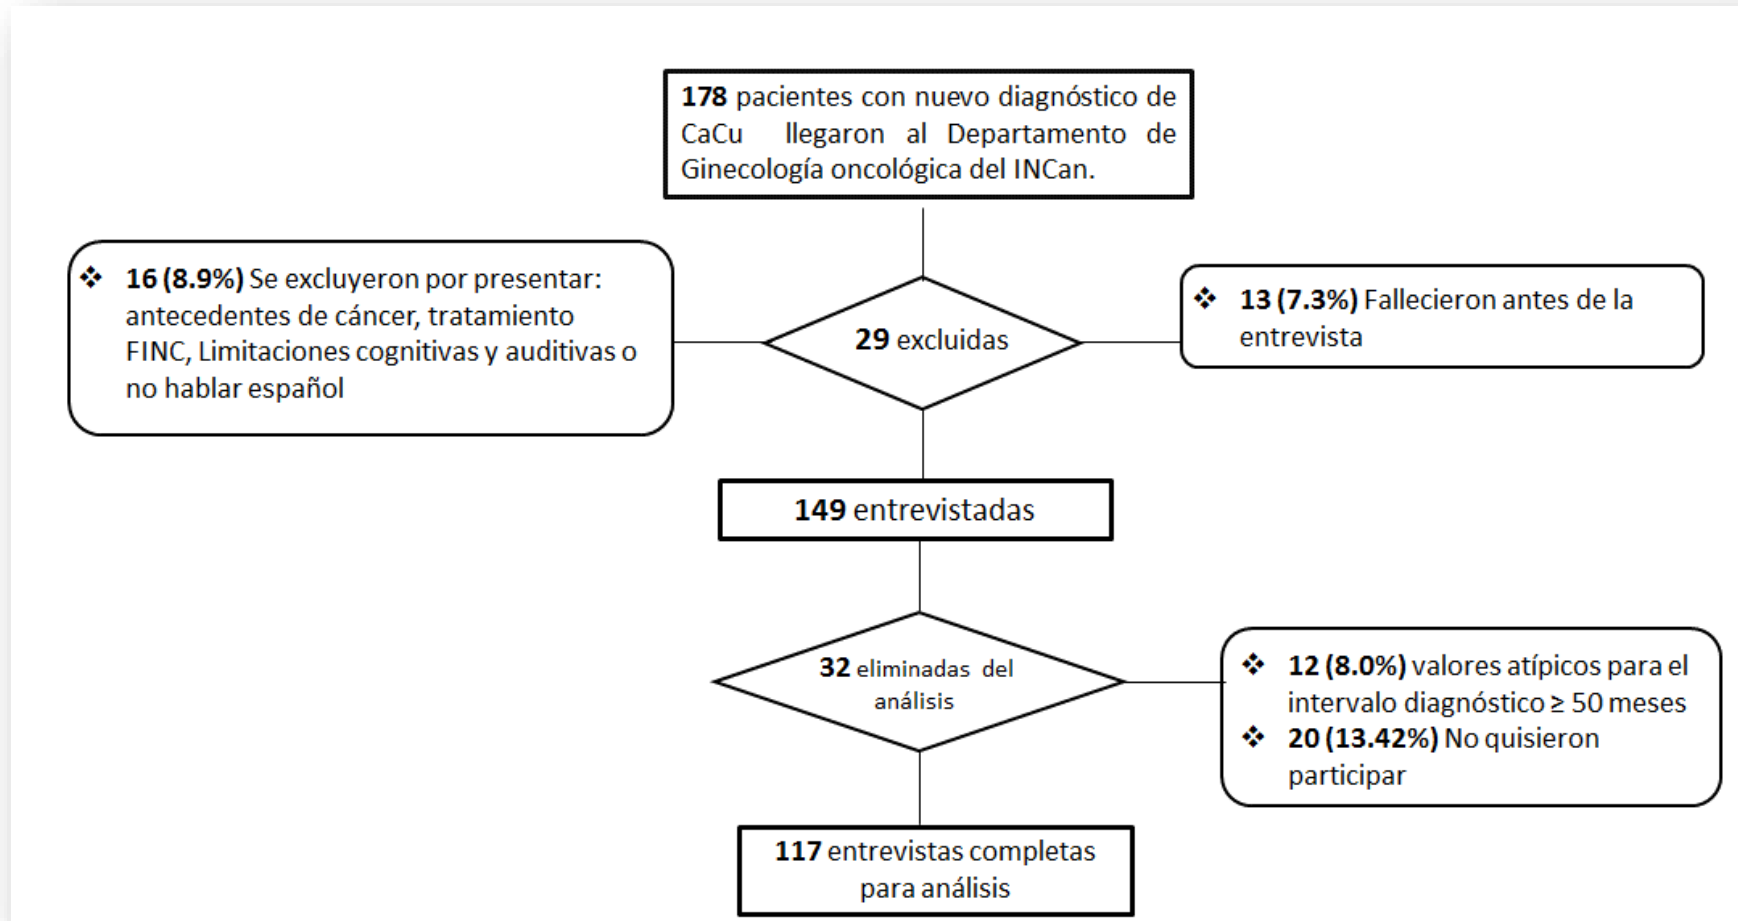 178 pacientes con nuevo diagnóstico de
CaCu llegaron al Departamento de
Ginecología oncológica del INCan.
❖ 16 (8.9%) Se excluyeron por presentar:
antecedentes de cáncer, tratamiento
FINC, Limitaciones cognitivas y auditivas o
no hablar español
29 excluidas
❖ 13 (7.3%) Fallecieron antes de la
entrevista
149 entrevistadas
32 eliminadas del
análisis
❖ 12 (8.0%) valores atípicos para el
intervalo diagnóstico ≥ 50 meses
❖ 20 (13.42%) No quisieron
participar
117 entrevistas completas
para análisis